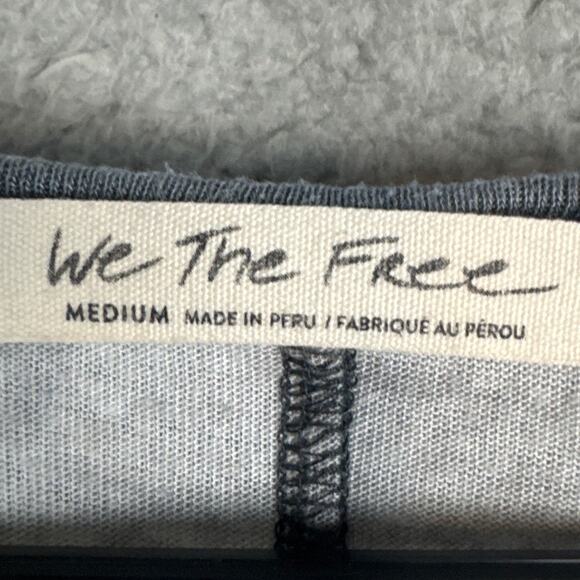 We The Free
MEDIUM MADE IN PERU / FABRIQUÉ AU PÉROU